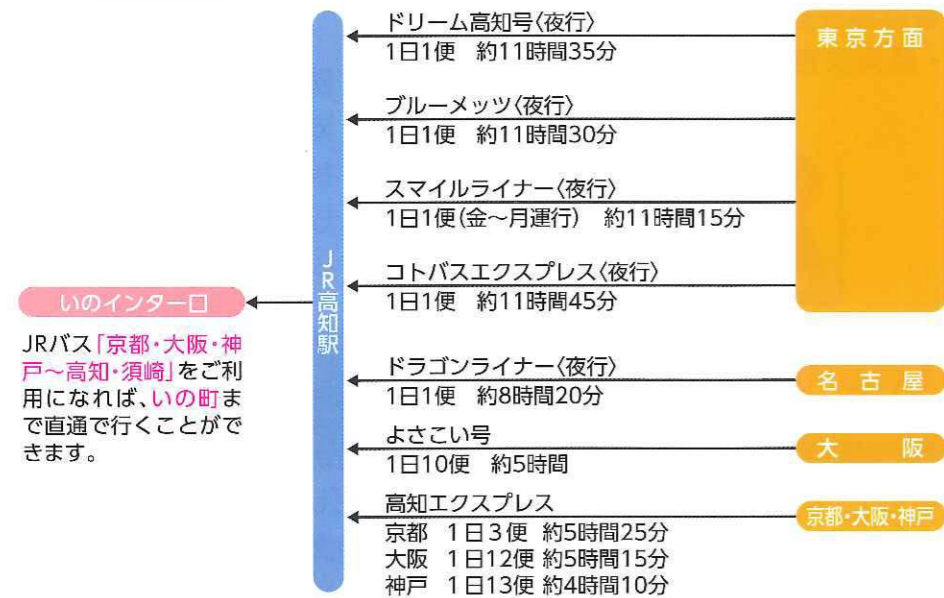 ドリーム高知号〈夜行〉
1日1便 約11時間35分
東京方面
ブルーメッツ〈夜行〉
1日1便 約11時間30分
スマイルライナー〈夜行〉
1日1便(金~月運行) 約11時間15分
コトバスエクスプレス〈夜行〉
1日1便 約11時間45分
JR高知駅
いのインター口
JRバス「京都・大阪・神
戸~高知・須崎」をご利
用になれば、いの町ま
で直通で行くことがで
きます。
ドラゴンライナー〈夜行〉
1日1便 約8時間20分
名古屋
よさこい号
1日10便 約5時間
大阪
高知エクスプレス
京都・大阪・神戸
京都 1日3便 約5時間25分
大阪 1日12便 約5時間15分
神戸 1日13便 約4時間10分